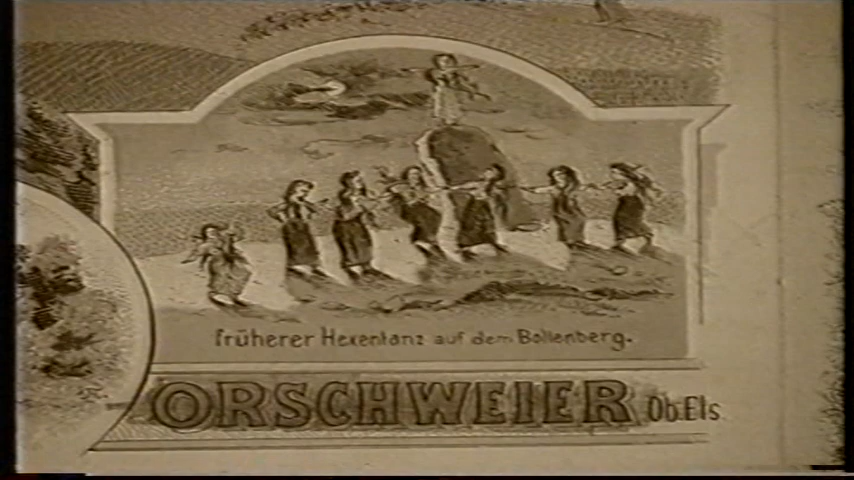 früherer Hexentanz auf dem Bollenberg.
ORSCHWEIER Ob. Els.